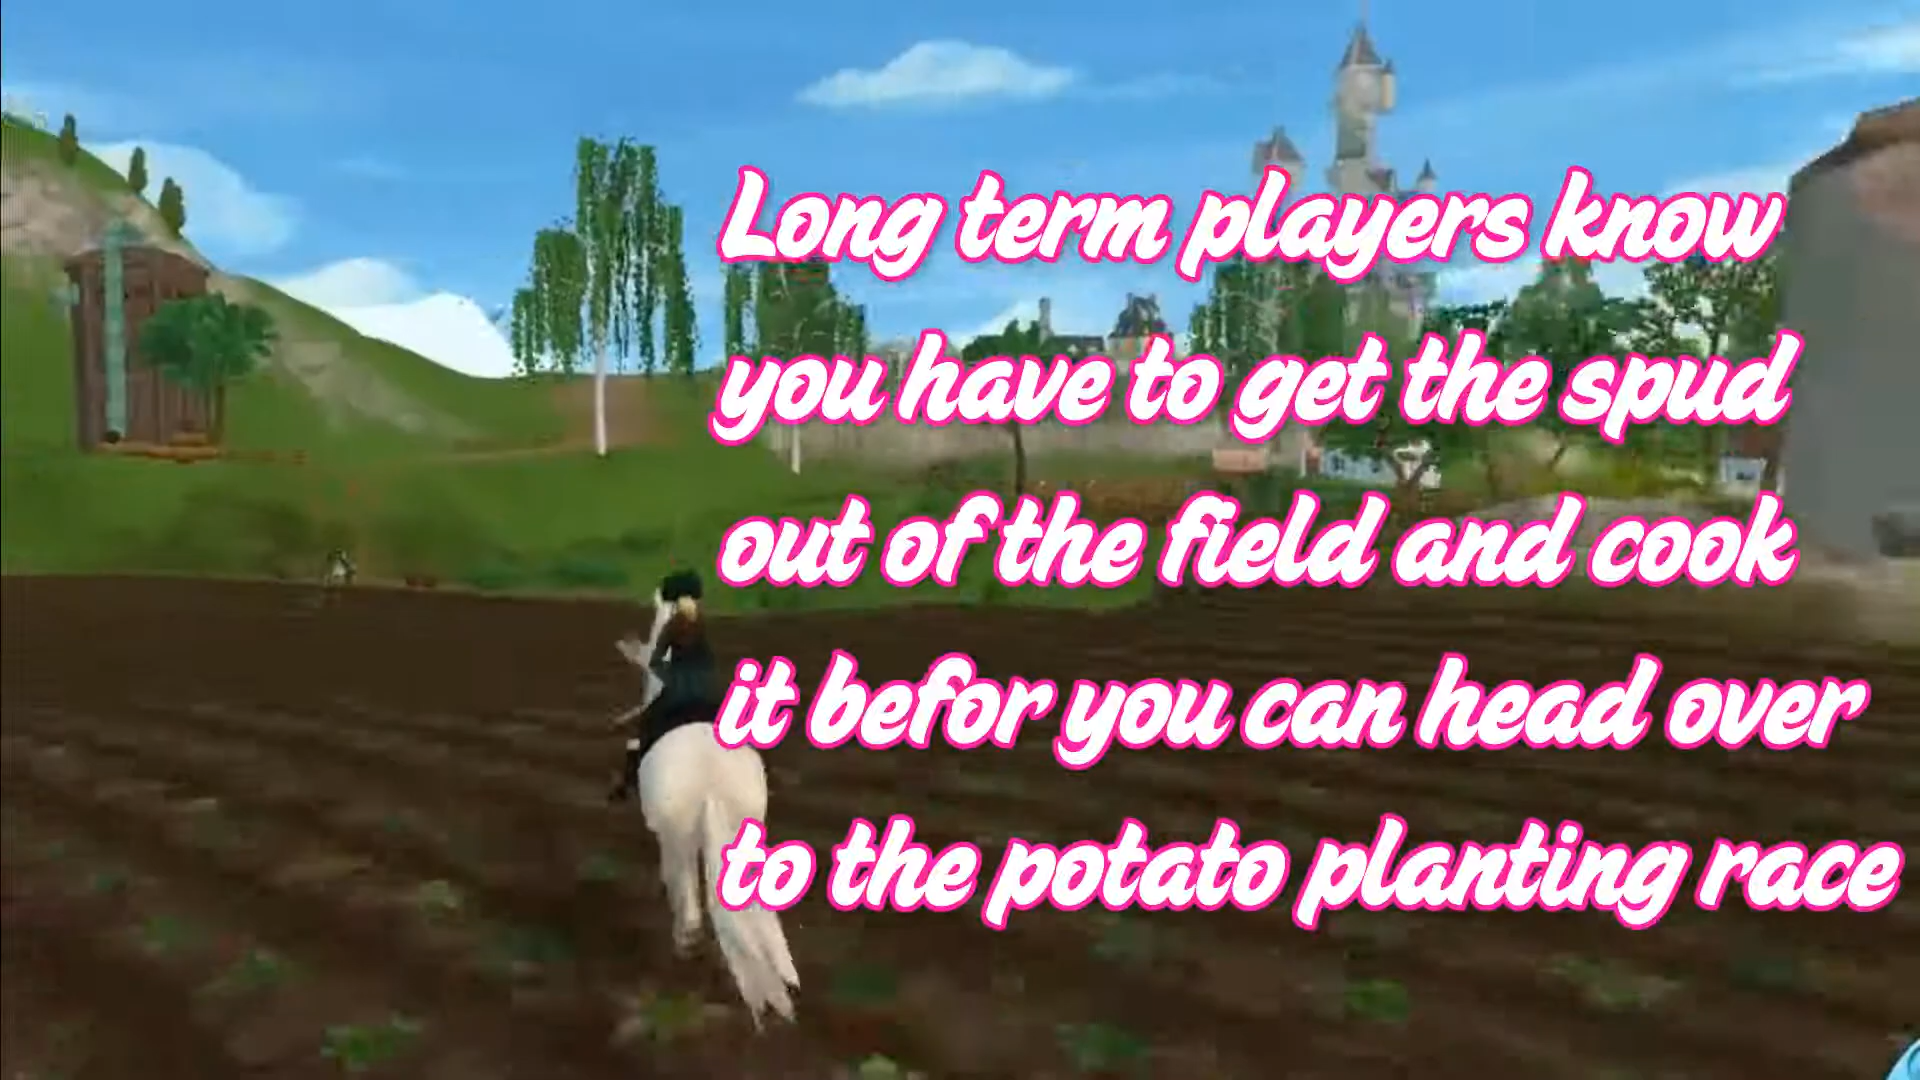 Long term players know
you have to get the spud
out of the field and cook
it befor you can head over
to the potato planting race